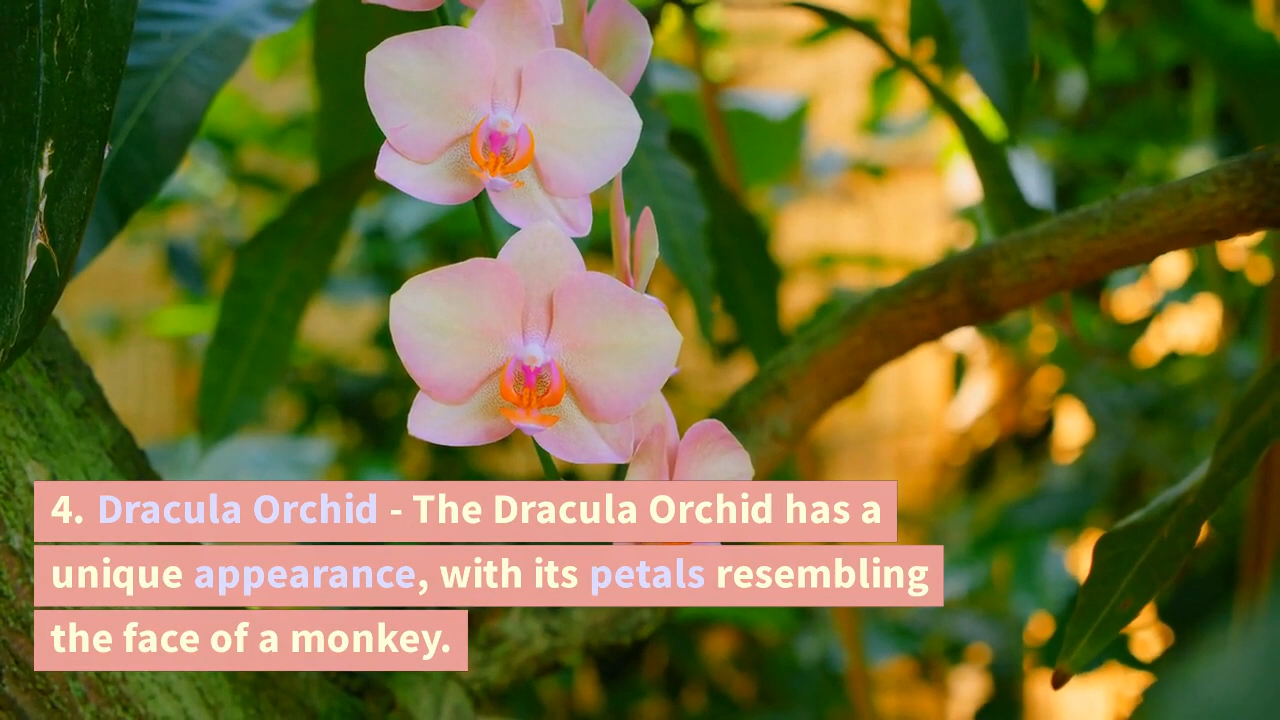 4. Dracula Orchid - The Dracula Orchid has a
unique appearance, with its petals resembling
the face of a monkey.